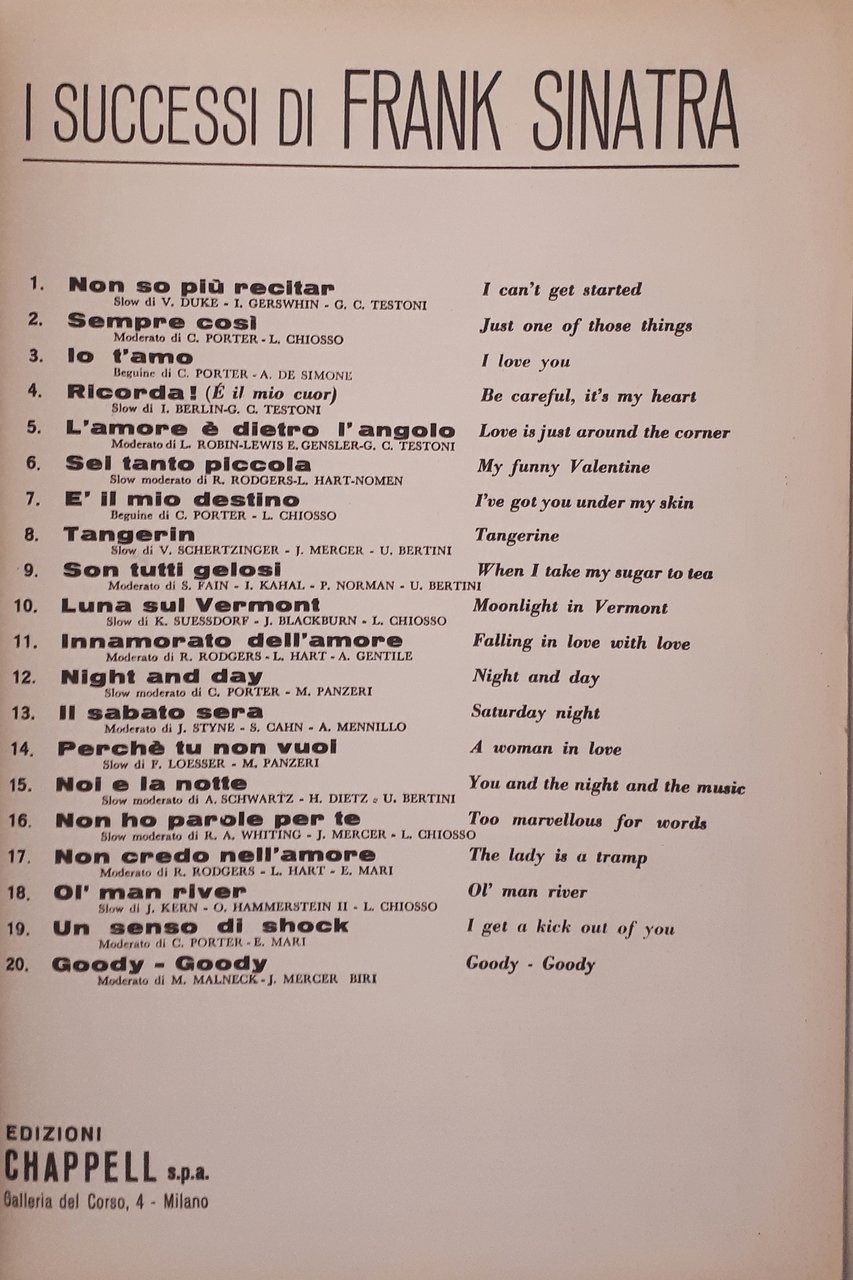 I SUCCESSI DI FRANK SINATRA
1. Non so più recitar I can't get started
Slow di V. DUKE - I. GERSWHIN - G. C. TESTONI
2. Sempre così Just one of those things
Moderato di C. PORTER - L. CHIOSSO
3. Io t'amo I love you
Beguine di C. PORTER - A. DE SIMONE
4. Ricorda! (É il mio cuor) Be careful, it's my heart
Slow di I. BERLIN-G. C. TESTONI
5. L'amore è dietro l'angolo Love is just around the corner
Moderato di L. ROBIN-LEWIS E. GENSLER-G. C. TESTONI
6. Sei tanto piccola My funny Valentine
Slow moderato di R. RODGERS-L. HART-NOMEN
7. E' il mio destino I've got you under my skin
Beguine di C. PORTER - L. CHIOSSO
8. Tangerin Tangerine
Slow di V. SCHERTZINGER - J. MERCER - U. BERTINI
9. Son tutti gelosi When I take my sugar to tea
Moderato di S. FAIN - I. KAHAL - P. NORMAN - U. BERTINI
10. Luna sul Vermont Moonlight in Vermont
Slow di K. SUESSDORF - J. BLACKBURN - L. CHIOSSO
11. Innamorato dell'amore Falling in love with love
Moderato di R. RODGERS - L. HART - A. GENTILE
12. Night and day Night and day
Slow moderato di C. PORTER - M. PANZERI
13. Il sabato sera Saturday night
Moderato di J. STYNE - S. CAHN - A. MENNILLO
14. Perchè tu non vuoi A woman in love
Slow di F. LOESSER - M. PANZERI
15. Noi e la notte You and the night and the music
Slow moderato di A. SCHWARTZ - H. DIETZ e U. BERTINI
16. Non ho parole per te Too marvellous for words
Slow moderato di R. A. WHITING - J. MERCER - L. CHIOSSO
17. Non credo nell'amore The lady is a tramp
Moderato di R. RODGERS - L. HART - E. MARI
18. Ol' man river Ol' man river
Slow di J. KERN - O. HAMMERSTEIN II - L. CHIOSSO
19. Un senso di shock I get a kick out of you
Moderato di C. PORTER - E. MARI
20. Goody - Goody Goody - Goody
Moderato di M. MALNECK - J. MERCER BIRI
EDIZIONI
CHAPPELL s.p.a.
Galleria del Corso, 4 - Milano